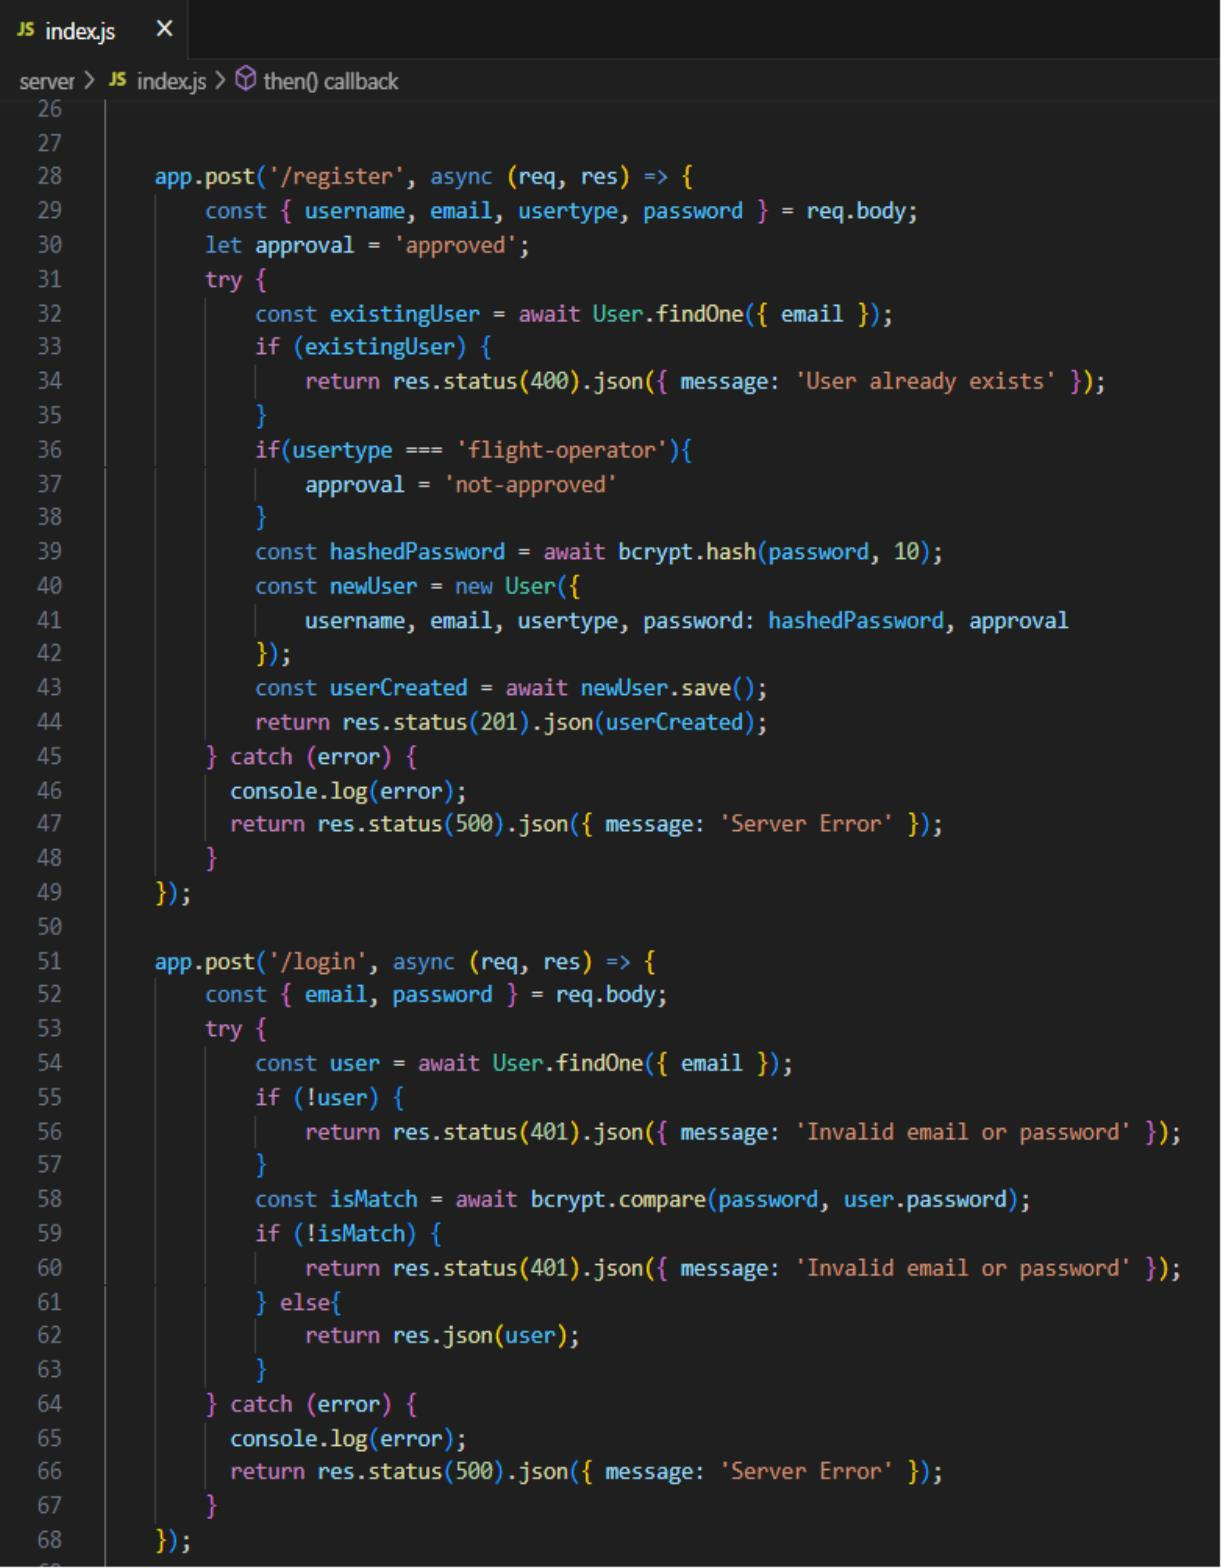 JS index.js ×
server > JS index.js > then() callback
26
27
28 app.post('/register', async (req, res) => {
29 const { username, email, usertype, password } = req.body;
30 let approval = 'approved';
31 try {
32 const existingUser = await User.findOne({ email });
33 if (existingUser) {
34 return res.status(400).json({ message: 'User already exists' });
35 }
36 if(usertype === 'flight-operator'){
37 approval = 'not-approved'
38 }
39 const hashedPassword = await bcrypt.hash(password, 10);
40 const newUser = new User({
41 username, email, usertype, password: hashedPassword, approval
42 });
43 const userCreated = await newUser.save();
44 return res.status(201).json(userCreated);
45 } catch (error) {
46 console.log(error);
47 return res.status(500).json({ message: 'Server Error' });
48 }
49 });
50
51 app.post('/login', async (req, res) => {
52 const { email, password } = req.body;
53 try {
54 const user = await User.findOne({ email });
55 if (!user) {
56 return res.status(401).json({ message: 'Invalid email or password' });
57 }
58 const isMatch = await bcrypt.compare(password, user.password);
59 if (!isMatch) {
60 return res.status(401).json({ message: 'Invalid email or password' });
61 } else{
62 return res.json(user);
63 }
64 } catch (error) {
65 console.log(error);
66 return res.status(500).json({ message: 'Server Error' });
67 }
68 });